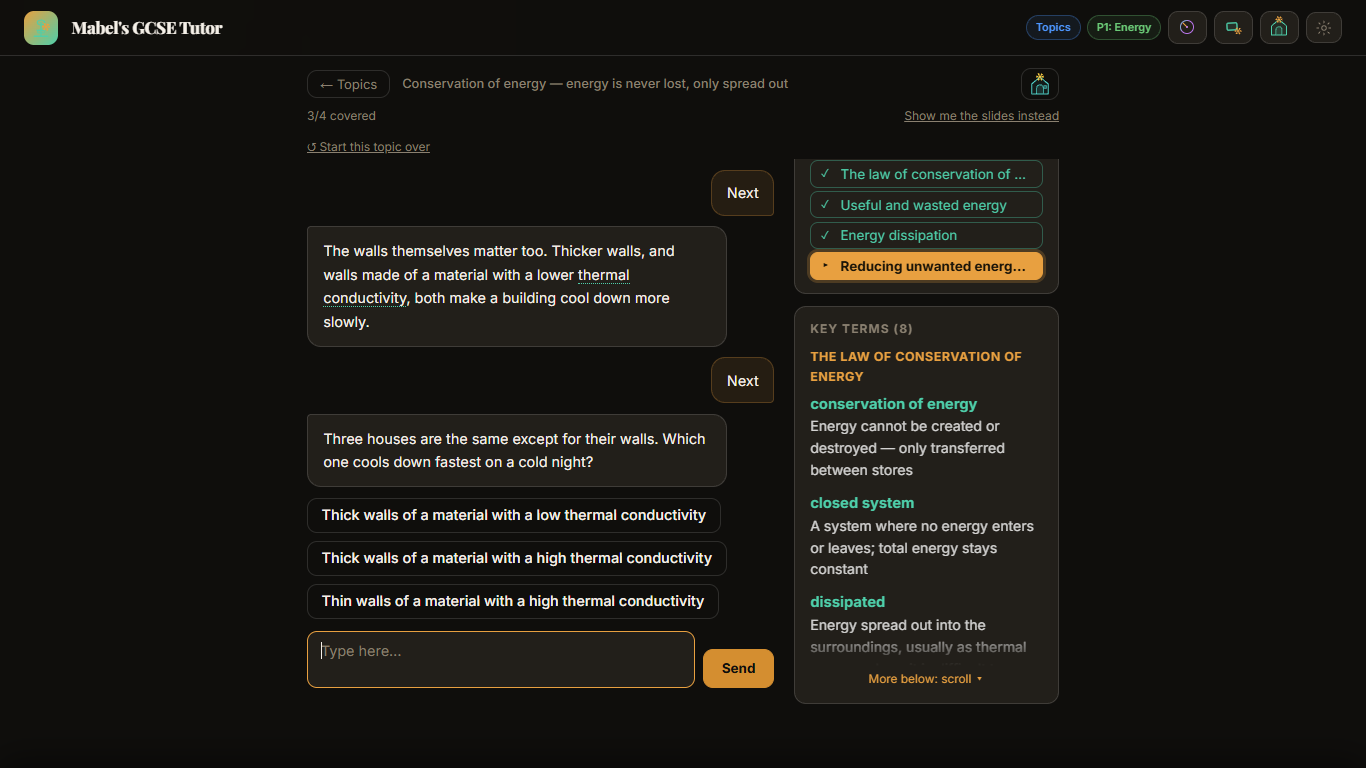 Mabel's GCSE Tutor
Topics
P1: Energy
← Topics
Conservation of energy — energy is never lost, only spread out
3/4 covered
Show me the slides instead
↺ Start this topic over
Next
The walls themselves matter too. Thicker walls, and
walls made of a material with a lower thermal
conductivity, both make a building cool down more
slowly.
Next
Three houses are the same except for their walls. Which
one cools down fastest on a cold night?
Thick walls of a material with a low thermal conductivity
Thick walls of a material with a high thermal conductivity
Thin walls of a material with a high thermal conductivity
Type here...
Send
✓ The law of conservation of ...
✓ Useful and wasted energy
✓ Energy dissipation
‣ Reducing unwanted energ...
KEY TERMS (8)
THE LAW OF CONSERVATION OF
ENERGY
conservation of energy
Energy cannot be created or
destroyed — only transferred
between stores
closed system
A system where no energy enters
or leaves; total energy stays
constant
dissipated
Energy spread out into the
surroundings, usually as thermal
More below: scroll ▾